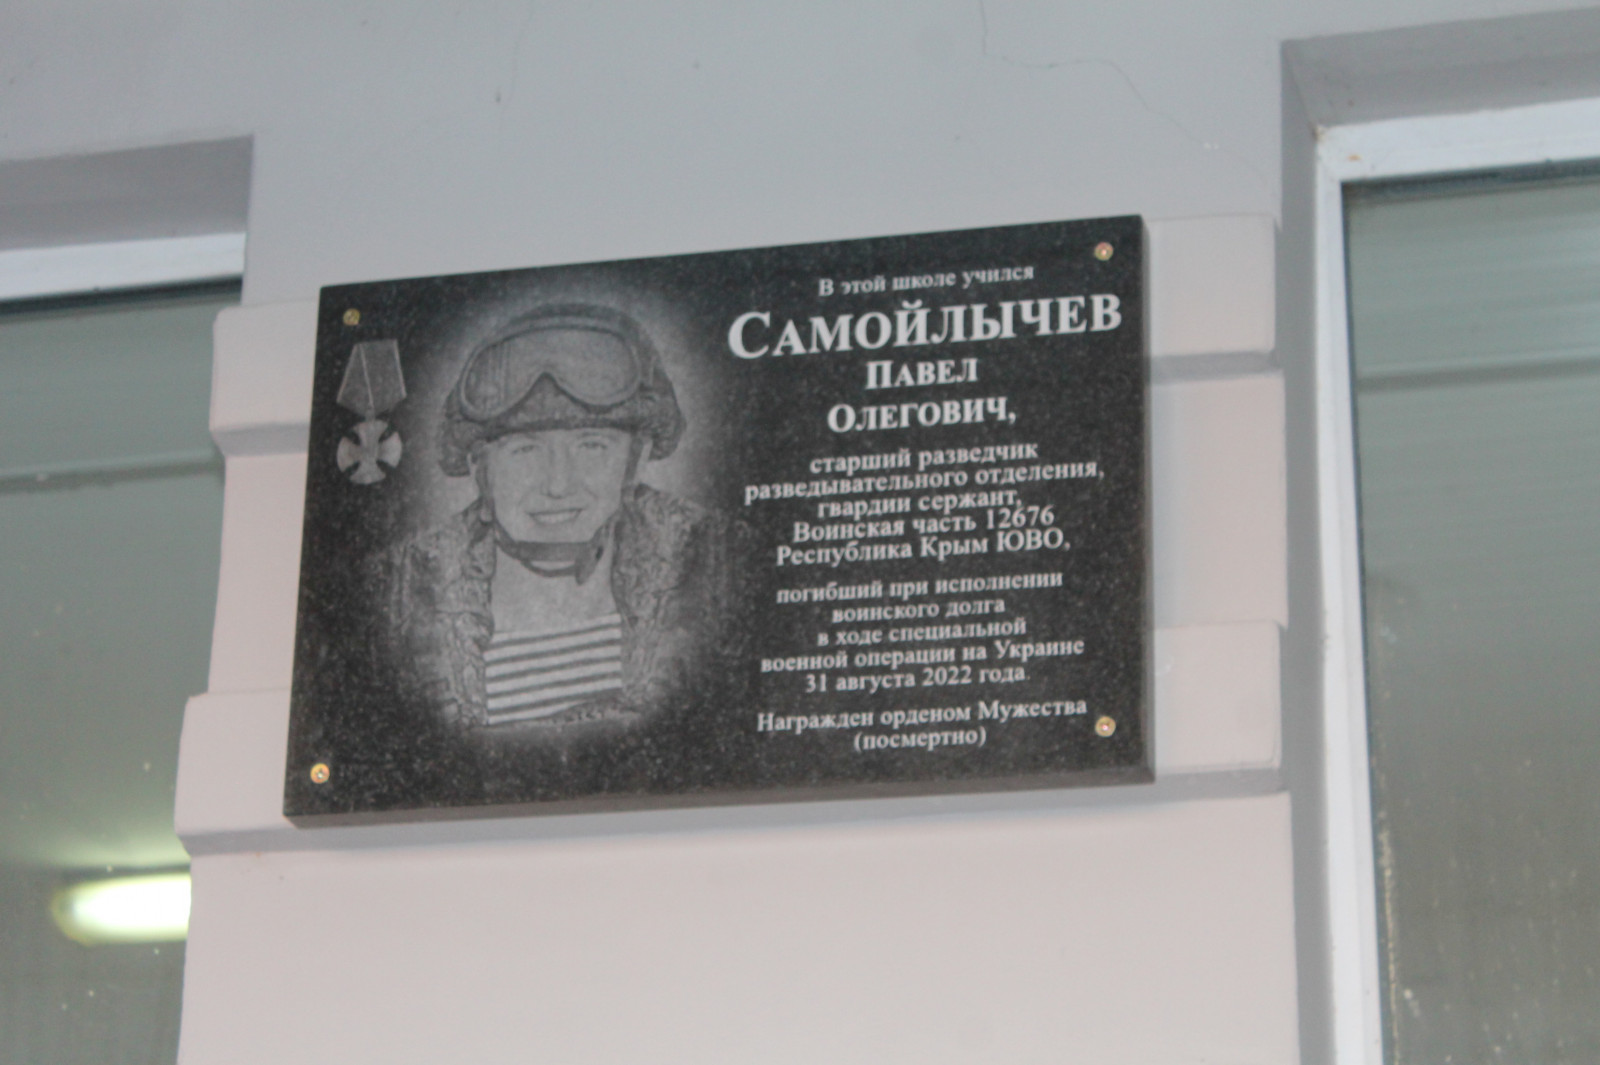 В этой школе учился
САМОЙЛЫЧЕВ
ПАВЕЛ
ОЛЕГОВИЧ,
старший разведчик
разведывательного отделения,
гвардии сержант,
Воинская часть 12676
Республика Крым ЮВО,
погибший при исполнении
воинского долга
в ходе специальной
военной операции на Украине
31 августа 2022 года.
Награжден орденом Мужества
(посмертно)